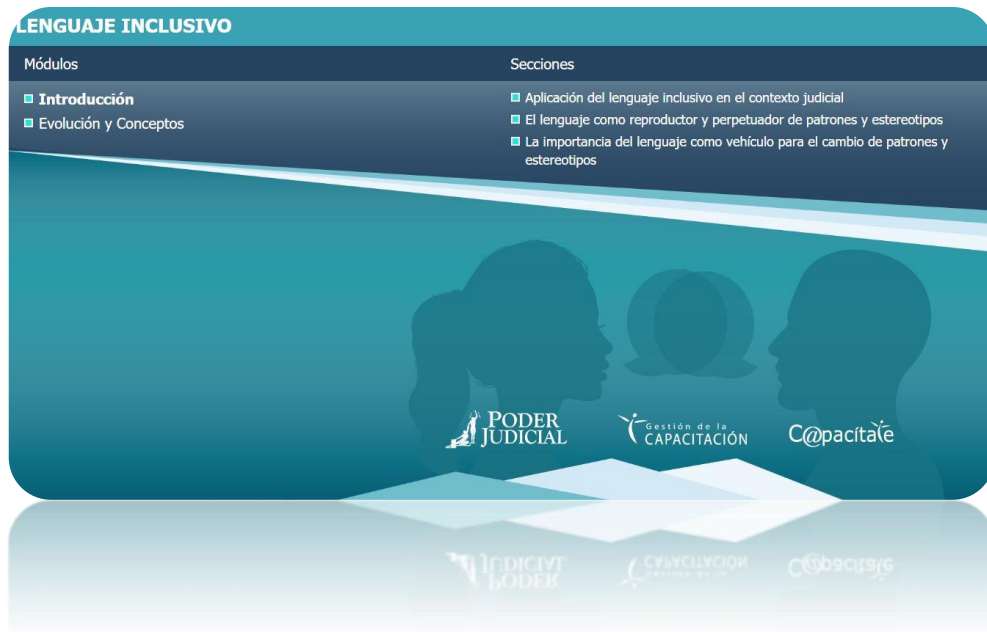 LENGUAJE INCLUSIVO
Módulos
Introducción
Evolución y Conceptos
Secciones
Aplicación del lenguaje inclusivo en el contexto judicial
El lenguaje como reproductor y perpetuador de patrones y estereotipos
La importancia del lenguaje como vehículo para el cambio de patrones y
estereotipos
PODER
JUDICIAL
Gestión de la
CAPACITACIÓN
C@pacítate